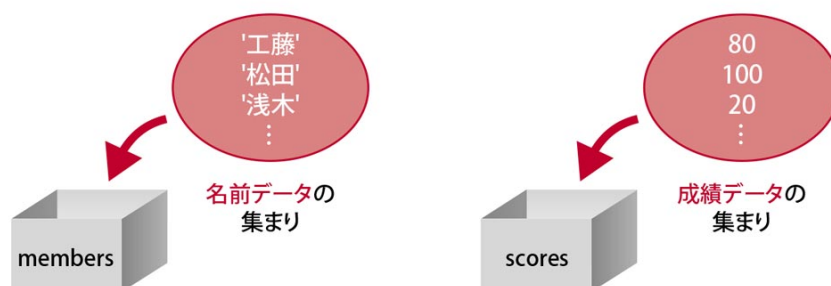 '工藤'
'松田'
'浅木'
⋮
名前データの
集まり
members
80
100
20
⋮
成績データの
集まり
scores